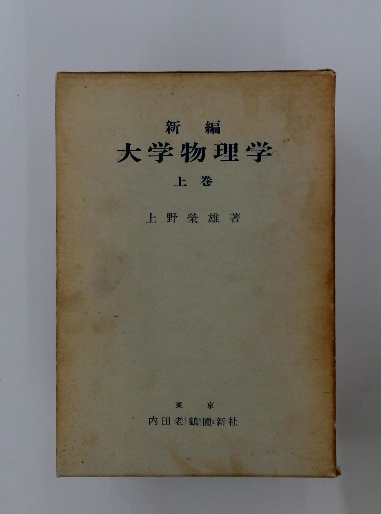 新編
大学物理学
上巻
上野榮雄著
東京
内田老鶴圃新社